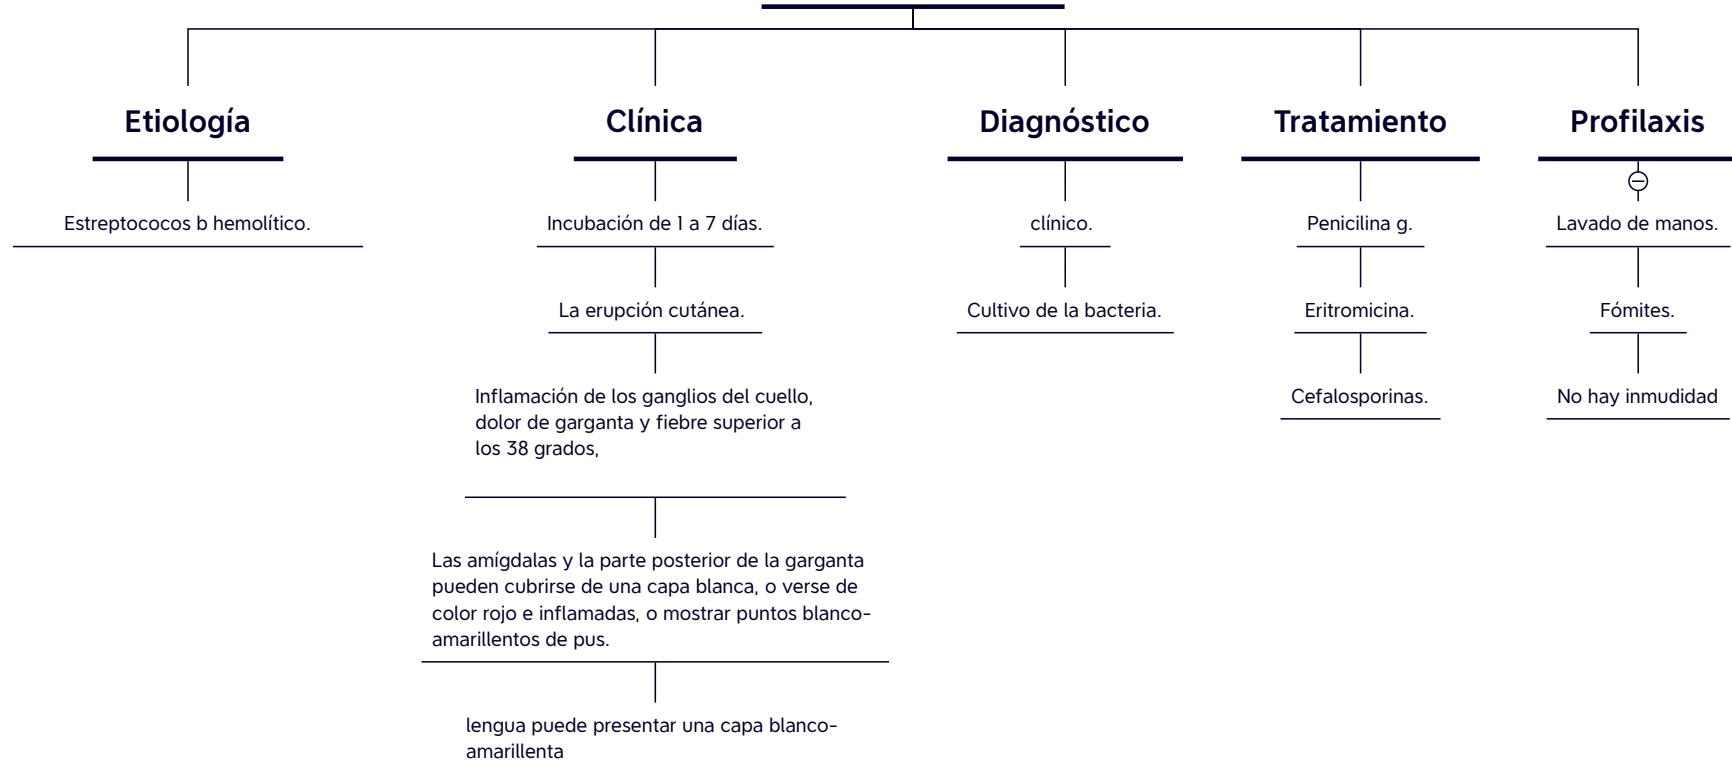 Etiología
Clínica
Diagnóstico
Tratamiento
Profilaxis
Estreptococos b hemolítico.
Incubación de 1 a 7 días.
clínico.
Penicilina g.
Lavado de manos.
La erupción cutánea.
Cultivo de la bacteria.
Eritromicina.
Fómites.
Inflamación de los ganglios del cuello,
dolor de garganta y fiebre superior a
los 38 grados,
Cefalosporinas.
No hay inmudidad
Las amígdalas y la parte posterior de la garganta
pueden cubrirse de una capa blanca, o verse de
color rojo e inflamadas, o mostrar puntos blanco-
amarillentos de pus.
lengua puede presentar una capa blanco-
amarillenta